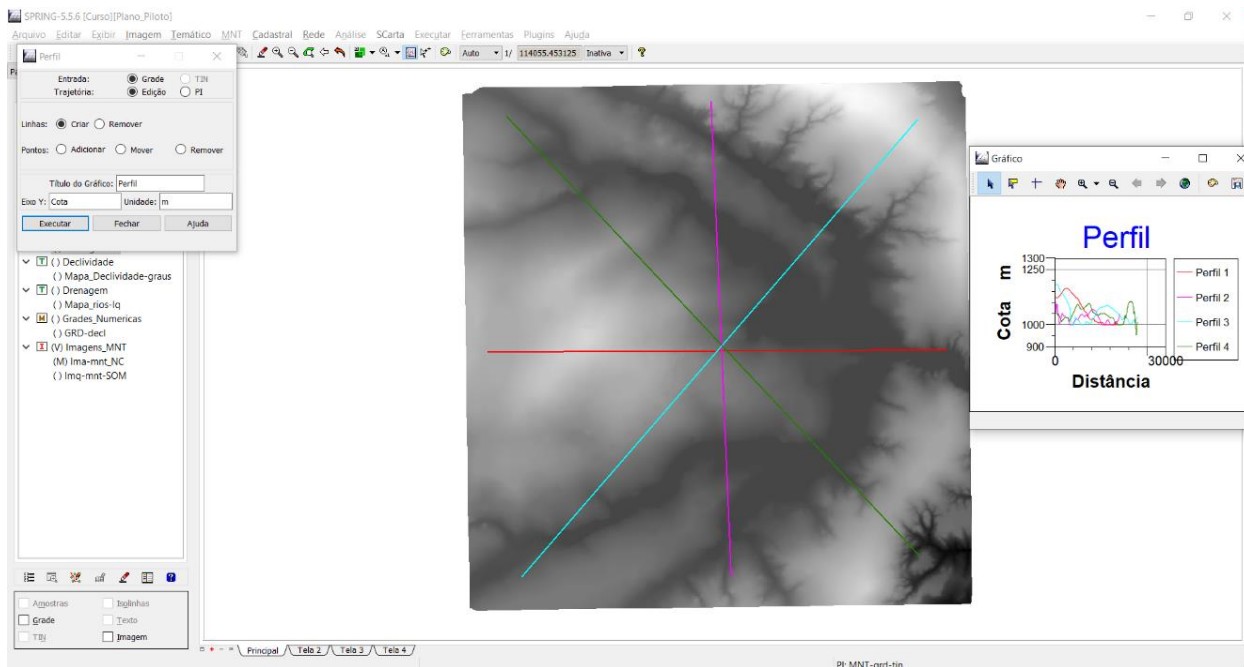 SPRING-5.5.6 [Curso][Plano_Piloto]
Arquivo Editar Exibir Imagem Temático MNT Cadastral Rede Análise SCarta Executar Ferramentas Plugins Ajuda
Auto 1/ 114055.453125 Inativa
Perfil
Entrada: Grade TIN
Trajetória: Edição PI
Linhas: Criar Remover
Pontos: Adicionar Mover Remover
Título do Gráfico: Perfil
Eixo Y: Cota Unidade: m
Executar Fechar Ajuda
T () Declividade
() Mapa_Declividade-graus
T () Drenagem
() Mapa_rios-lq
M () Grades_Numericas
() GRD-decl
I (V) Imagens_MNT
(M) Ima-mnt_NC
() Imq-mnt-SOM
Amostras Isolinhas
Grade Texto
TIN Imagem
Principal Tela 2 Tela 3 Tela 4
Gráfico
Perfil
Cota m
1300
1250
1000
900
0 30000
Distância
Perfil 1
Perfil 2
Perfil 3
Perfil 4
PI: MNT-grd-tin